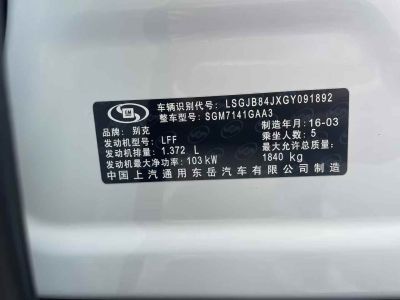 车辆识别代号: LSGJB84JXGY091892
整车型号: SGM7141GAA3
品牌: 别克 制造年月: 16-03
发动机型号: LFF 乘坐人数: 5
发动机排量: 1.372 L 最大允许总质量:
发动机最大净功率: 103 kW 1840 kg
中国上汽通用东岳汽车有限公司制造